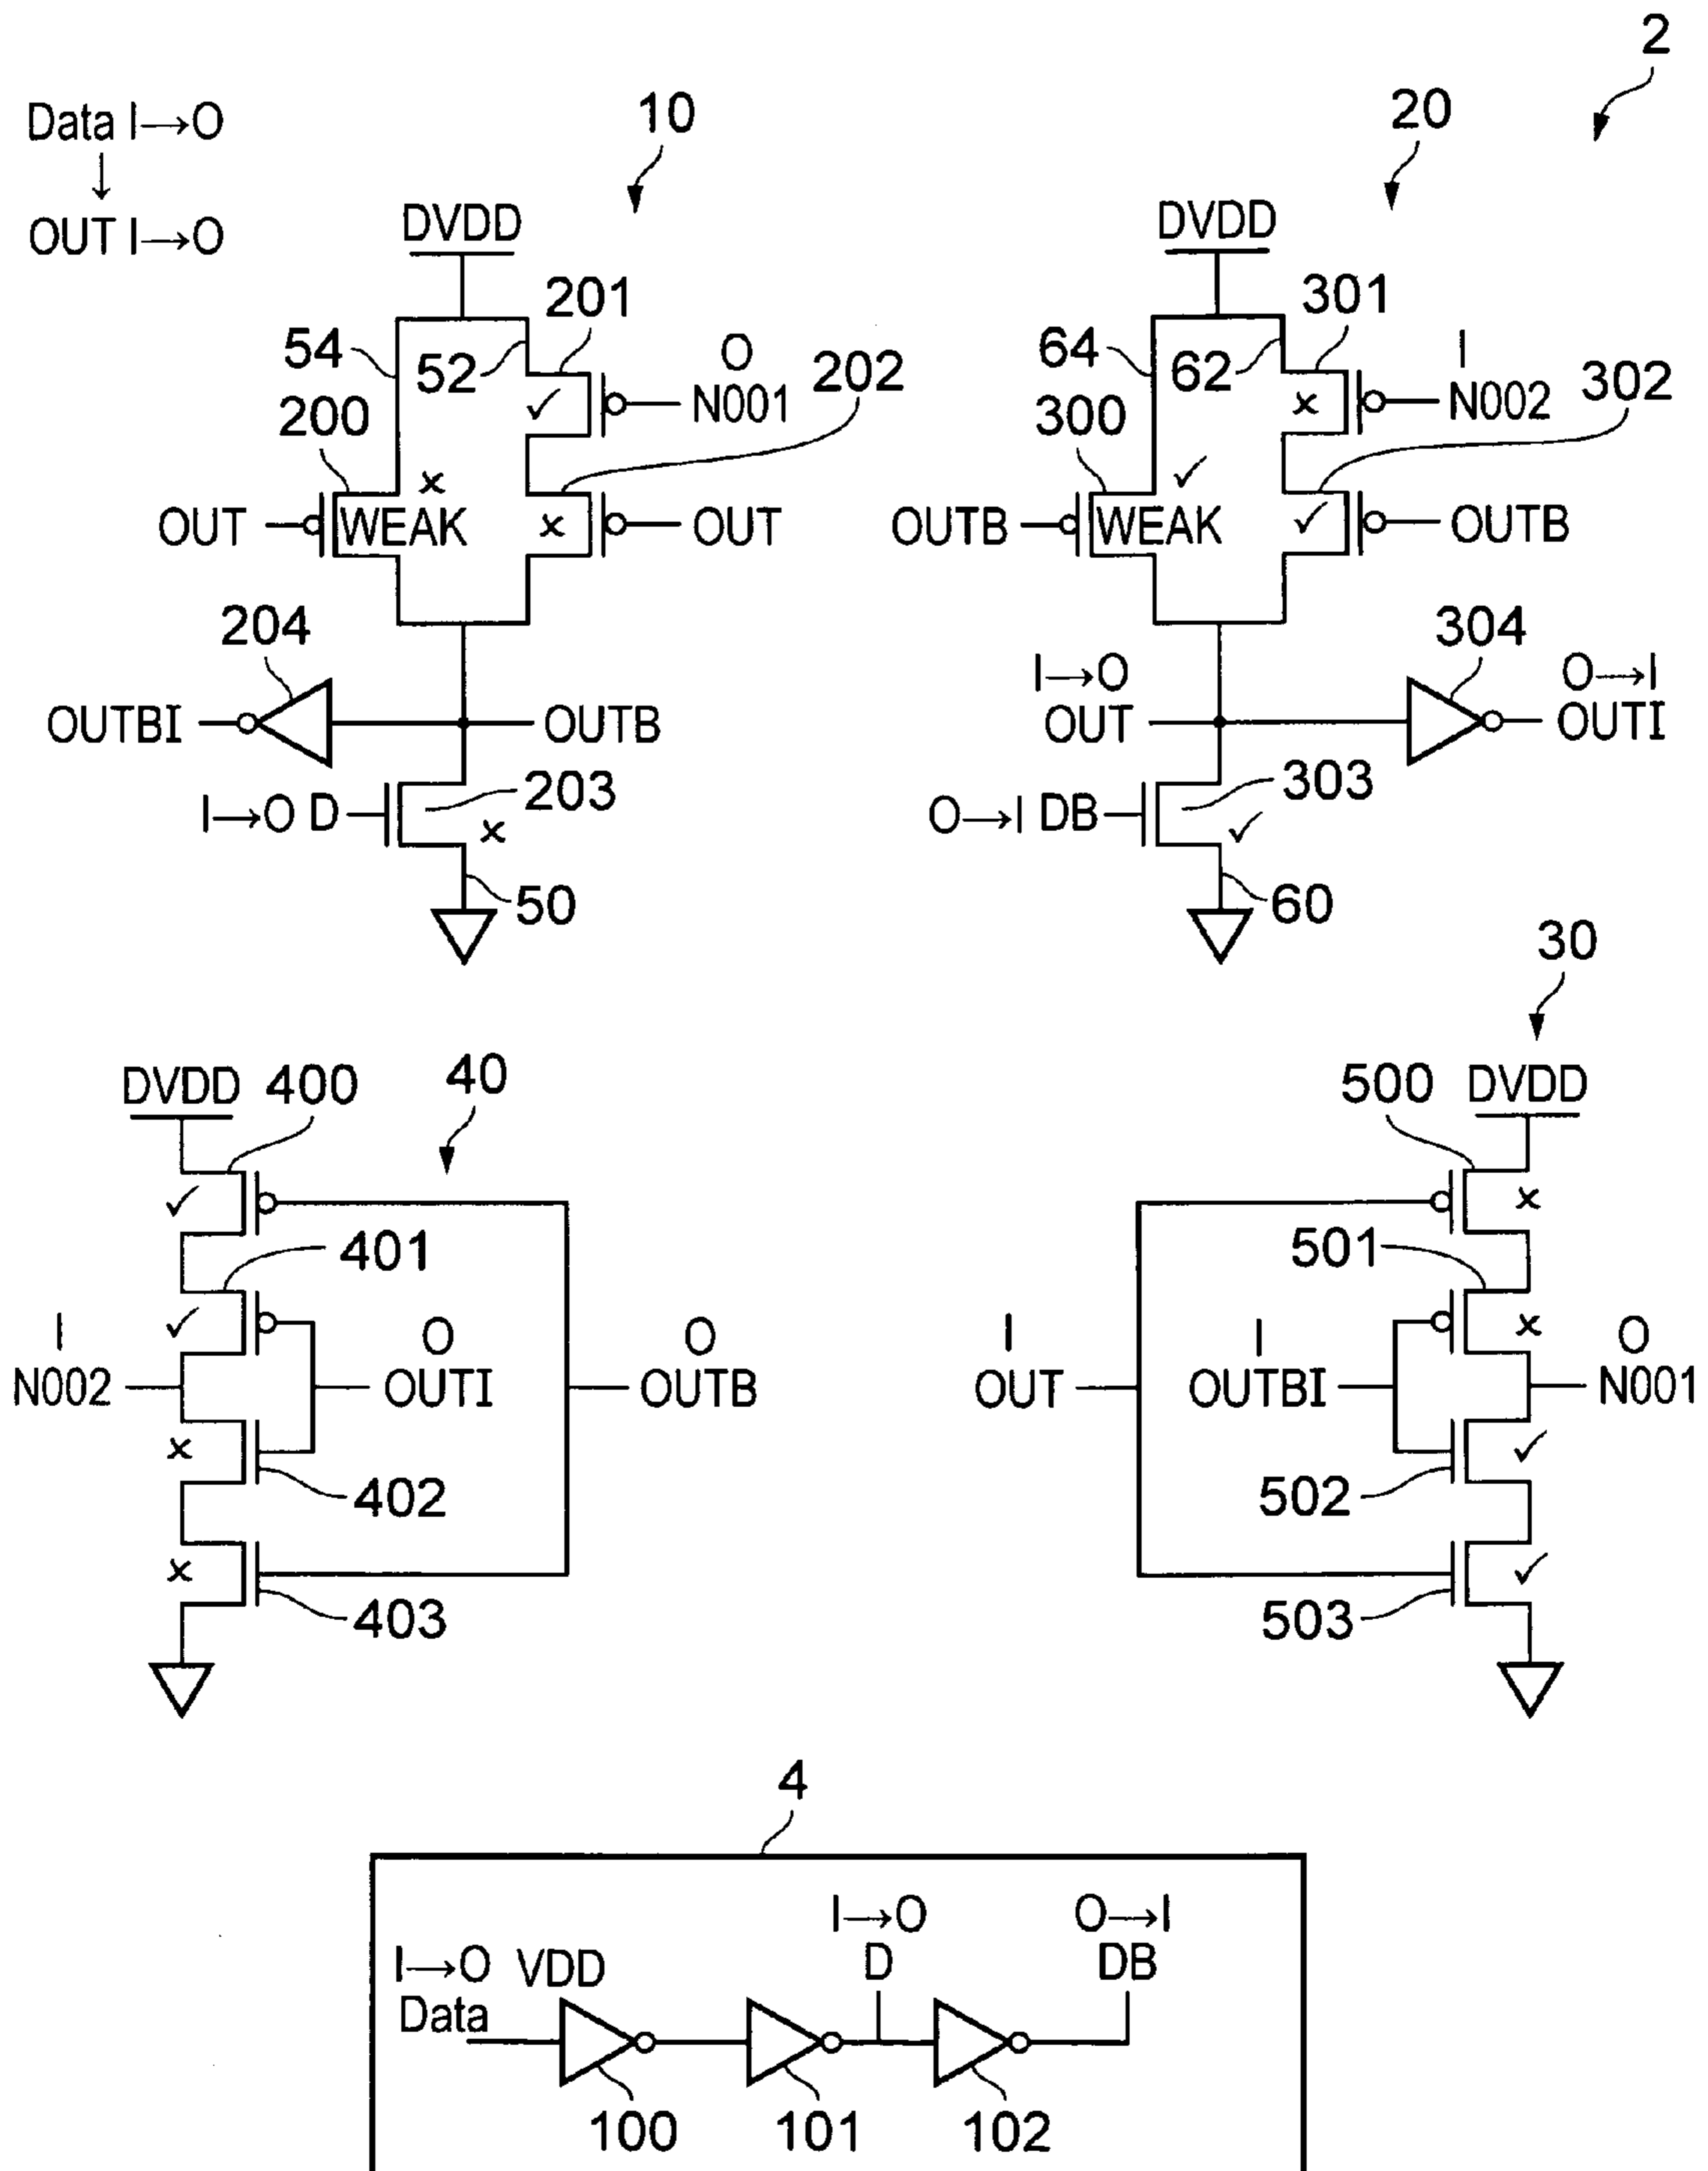 2
Data I→O
↓
OUT I→O
10
20
DVDD
DVDD
54
52
201
O
N001
202
200
OUT
WEAK
OUT
x
x
64
62
301
I
N002
302
300
OUTB
WEAK
OUTB
x
204
OUTBI
OUTB
I→O D
203
x
50
I→O
OUT
304
O→I
OUTI
O→I DB
303
60
30
DVDD
400
40
401
I
N002
O
OUTI
O
OUTB
x
402
x
403
500
DVDD
x
501
x
I
OUT
I
OUTBI
O
N001
502
503
4
I→O
Data
VDD
I→O
D
O→I
DB
100
101
102